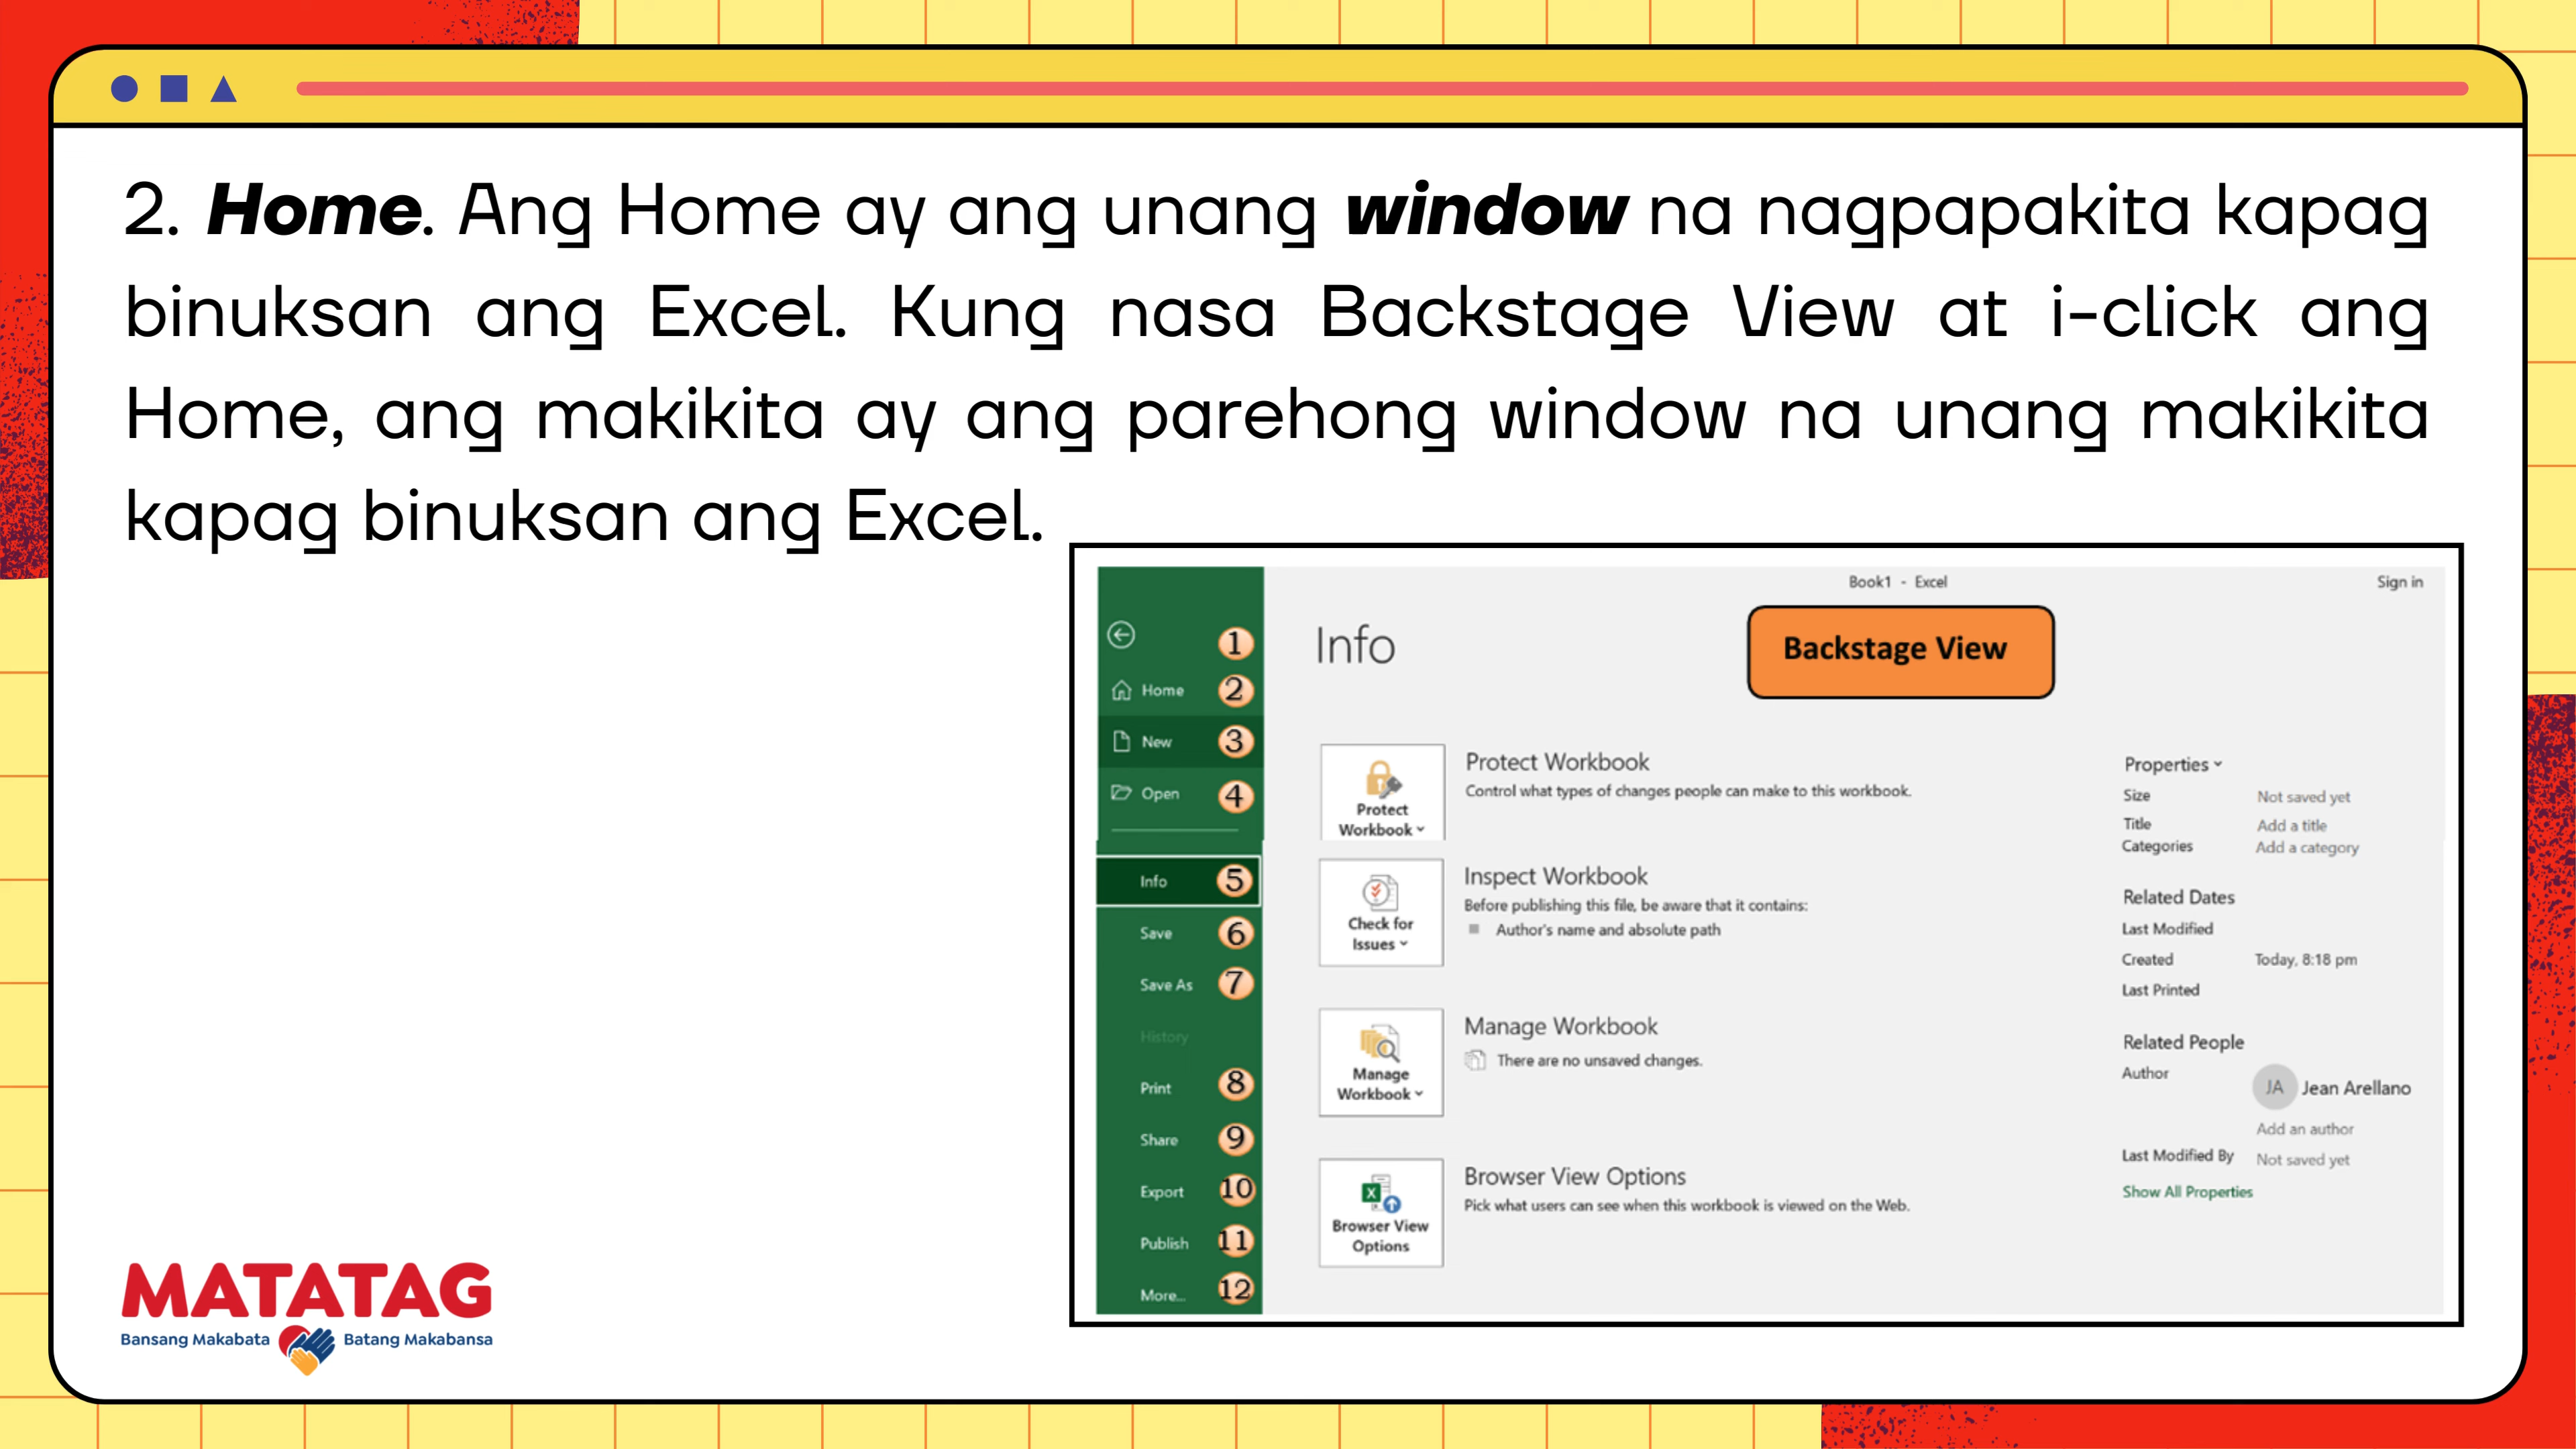 2. Home. Ang Home ay ang unang window na nagpapakita kapag
binuksan ang Excel. Kung nasa Backstage View at i-click ang
Home, ang makikita ay ang parehong window na unang makikita
kapag binuksan ang Excel.
Book1 - Excel
Sign in
Info
Backstage View
1
Home 2
New 3
Open 4
Info 5
Save 6
Save As 7
History
Print 8
Share 9
Export 10
Publish 11
More... 12
Protect
Workbook
Protect Workbook
Control what types of changes people can make to this workbook.
Check for
Issues
Inspect Workbook
Before publishing this file, be aware that it contains:
Author's name and absolute path
Manage
Workbook
Manage Workbook
There are no unsaved changes.
Browser View
Options
Browser View Options
Pick what users can see when this workbook is viewed on the Web.
Properties
Size Not saved yet
Title Add a title
Categories Add a category
Related Dates
Last Modified
Created Today, 8:18 pm
Last Printed
Related People
Author
JA Jean Arellano
Add an author
Last Modified By Not saved yet
Show All Properties
MATATAG
Bansang Makabata Batang Makabansa